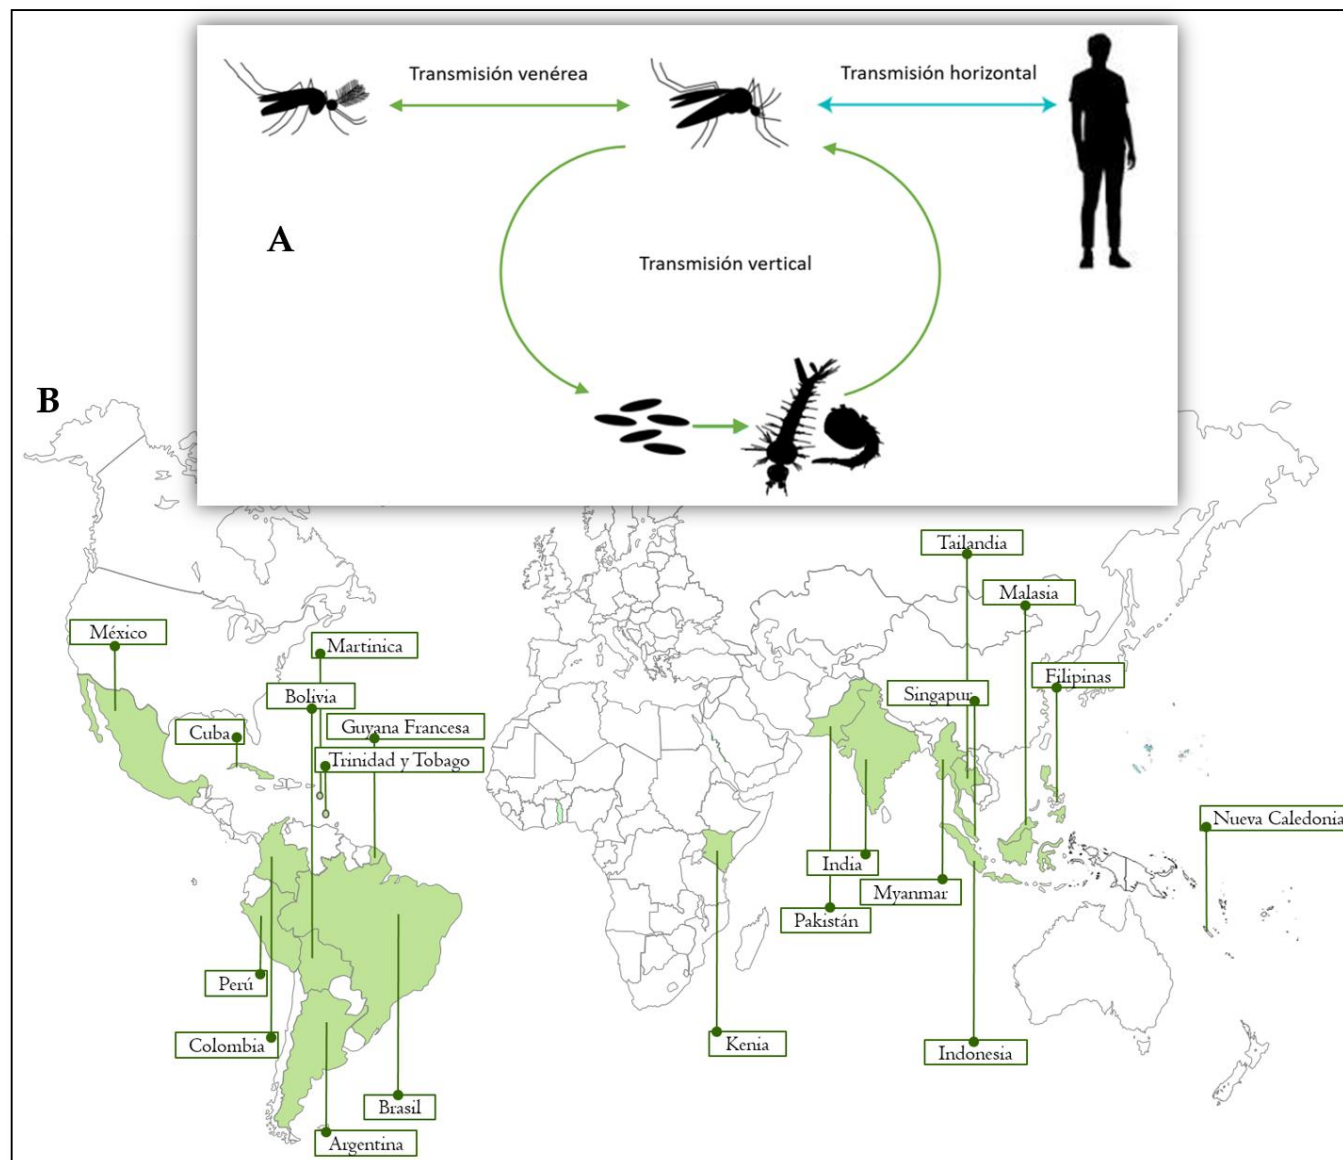 Transmisión venérea
Transmisión horizontal
A
Transmisión vertical
B
Tailandia
Malasia
México
Martinica
Filipinas
Bolivia
Singapur
Guyana Francesa
Cuba
Trinidad y Tobago
Nueva Caledonia
India
Myanmar
Pakistán
Perú
Colombia
Kenia
Indonesia
Brasil
Argentina